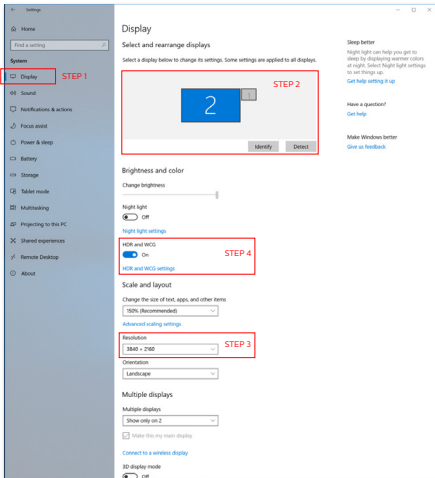 Settings
Home
Find a setting
System
Display
STEP 1
Sound
Notifications & actions
Focus assist
Power & sleep
Battery
Storage
Tablet mode
Multitasking
Projecting to this PC
Shared experiences
Remote Desktop
About
Display
Select and rearrange displays
Select a display below to change its settings. Some settings are applied to all displays.
STEP 2
2
1
Identify
Detect
Brightness and color
Change brightness
Night light
Off
Night light settings
HDR and WCG
On
STEP 4
HDR and WCG settings
Scale and layout
Change the size of text, apps, and other items
150% (Recommended)
Advanced scaling settings
Resolution
3840 × 2160
STEP 3
Orientation
Landscape
Multiple displays
Multiple displays
Show only on 2
Make this my main display
Connect to a wireless display
3D display mode
Off
Sleep better
Night light can help you get to
sleep by displaying warmer colors
at night. Select Night light settings
to set things up.
Get help setting it up
Have a question?
Get help
Make Windows better
Give us feedback